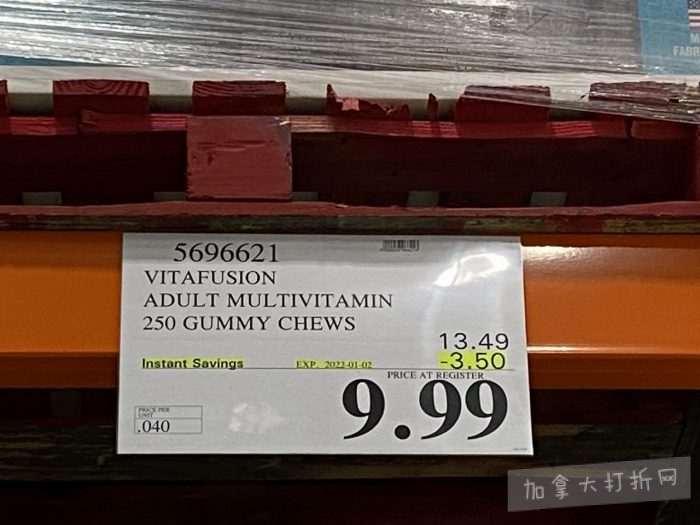 5696621
VITAFUSION
ADULT MULTIVITAMIN
250 GUMMY CHEWS
13.49
Instant Savings EXP. 2022-01-02 -3.50
PRICE AT REGISTER
9.99
PRICE PER
UNIT
.040
加拿大打折网